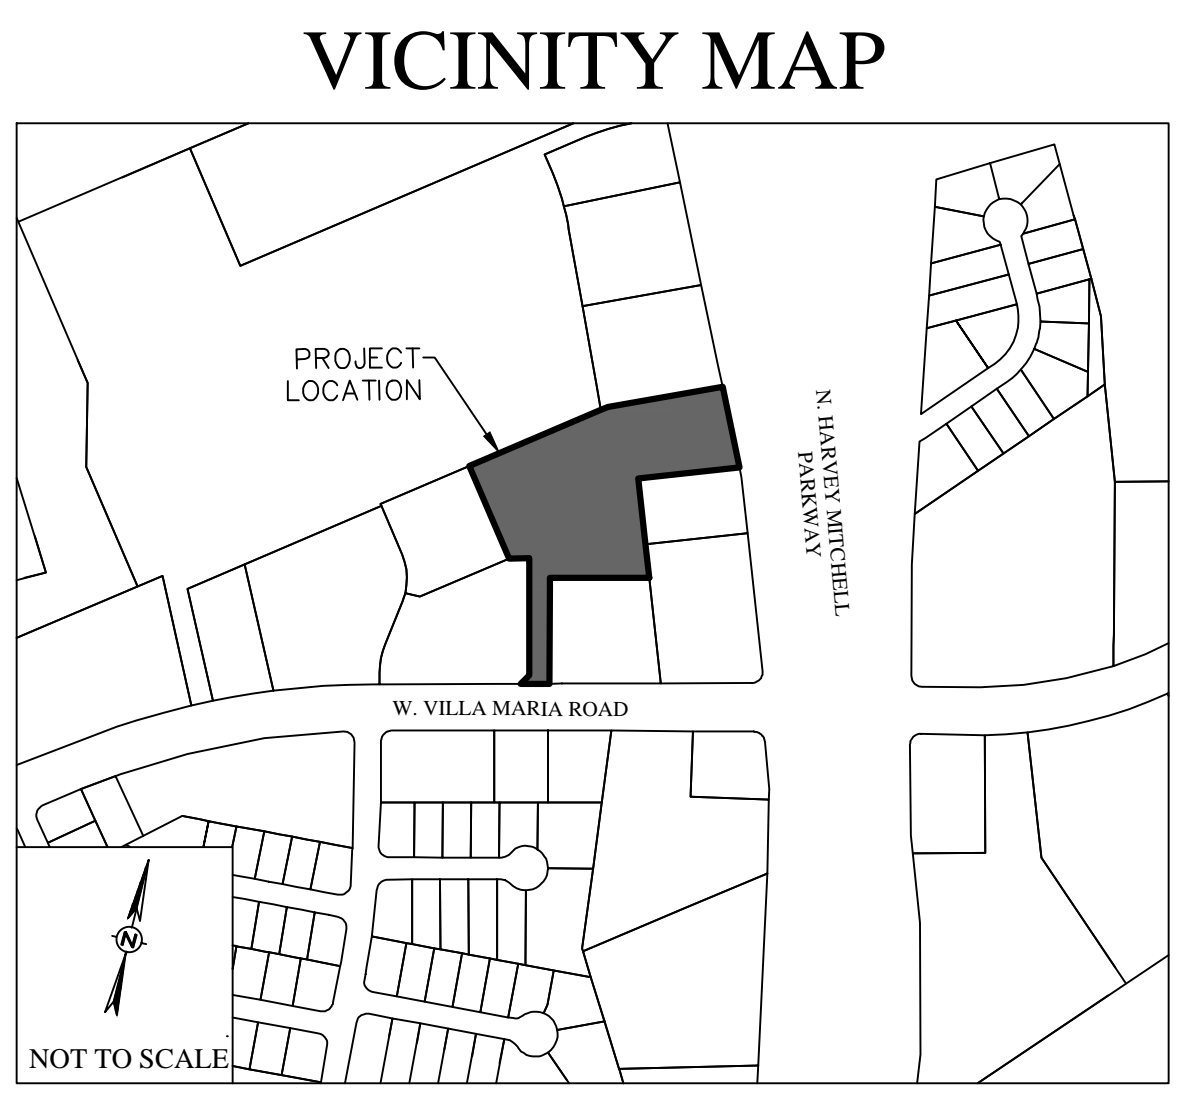 VICINITY MAP
PROJECT
LOCATION
N. HARVEY MITCHELL
PARKWAY
W. VILLA MARIA ROAD
N
NOT TO SCALE